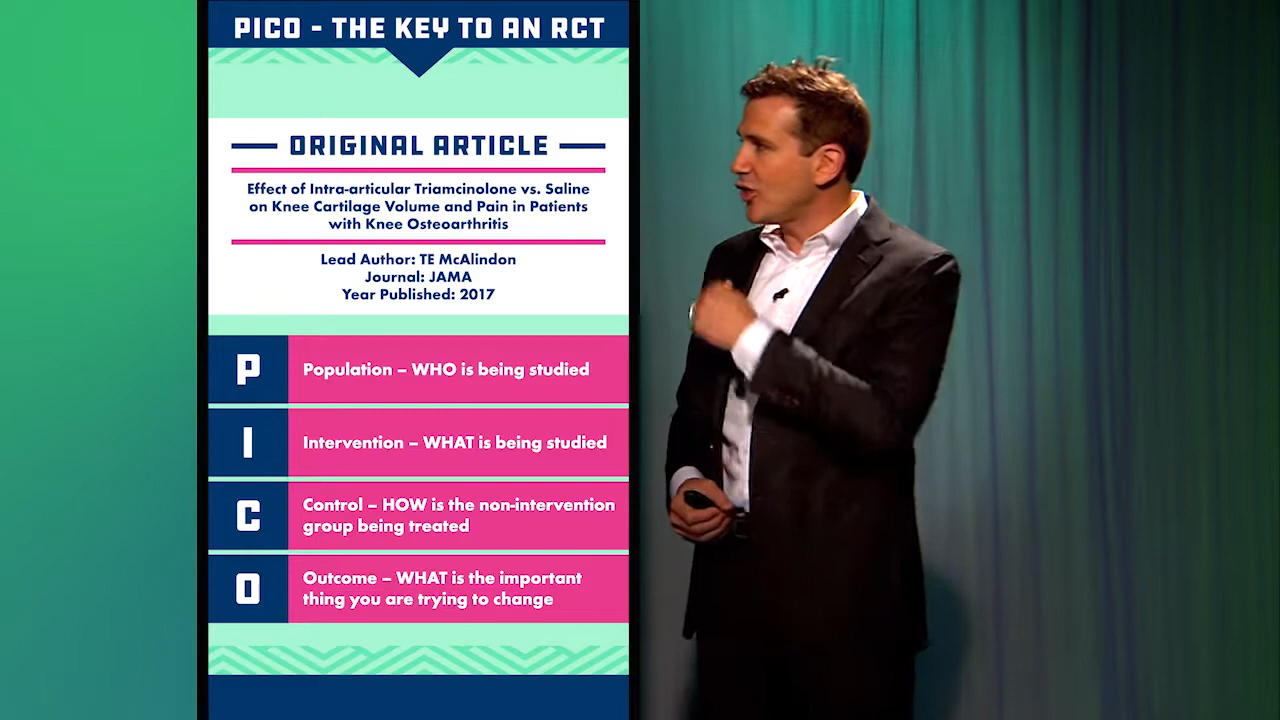 PICO - THE KEY TO AN RCT
ORIGINAL ARTICLE
Effect of Intra-articular Triamcinolone vs. Saline
on Knee Cartilage Volume and Pain in Patients
with Knee Osteoarthritis
Lead Author: TE McAlindon
Journal: JAMA
Year Published: 2017
P
Population – WHO is being studied
I
Intervention – WHAT is being studied
C
Control – HOW is the non-intervention
group being treated
O
Outcome – WHAT is the important
thing you are trying to change